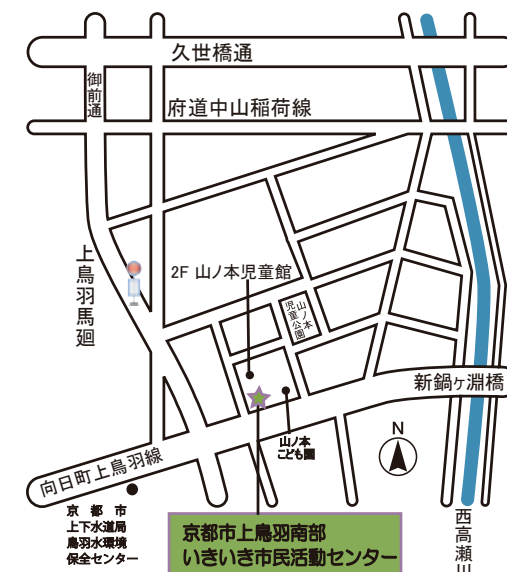 久世橋通
御前通
府道中山稲荷線
上鳥羽馬廻
2F 山ノ本児童館
山ノ本
児童公園
新鍋ヶ淵橋
山ノ本
こども園
N
向日町上鳥羽線
京都市
上下水道局
鳥羽水環境
保全センター
京都市上鳥羽南部
いきいき市民活動センター
西高瀬川